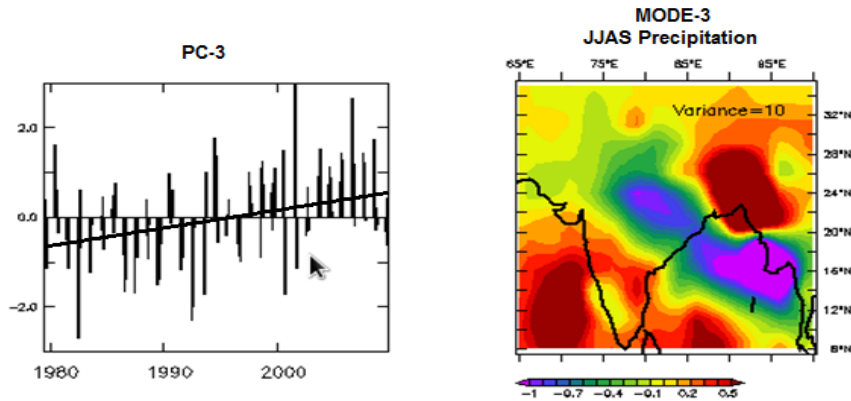 PC-3
2.0
0.0
−2.0
1980 1990 2000
MODE-3
JJAS Precipitation
65°E 75°E 85°E 85°E
Variance=10
32°N
28°N
24°N
20°N
16°N
12°N
8°N
−1 −0.7 −0.4 −0.1 0.2 0.5